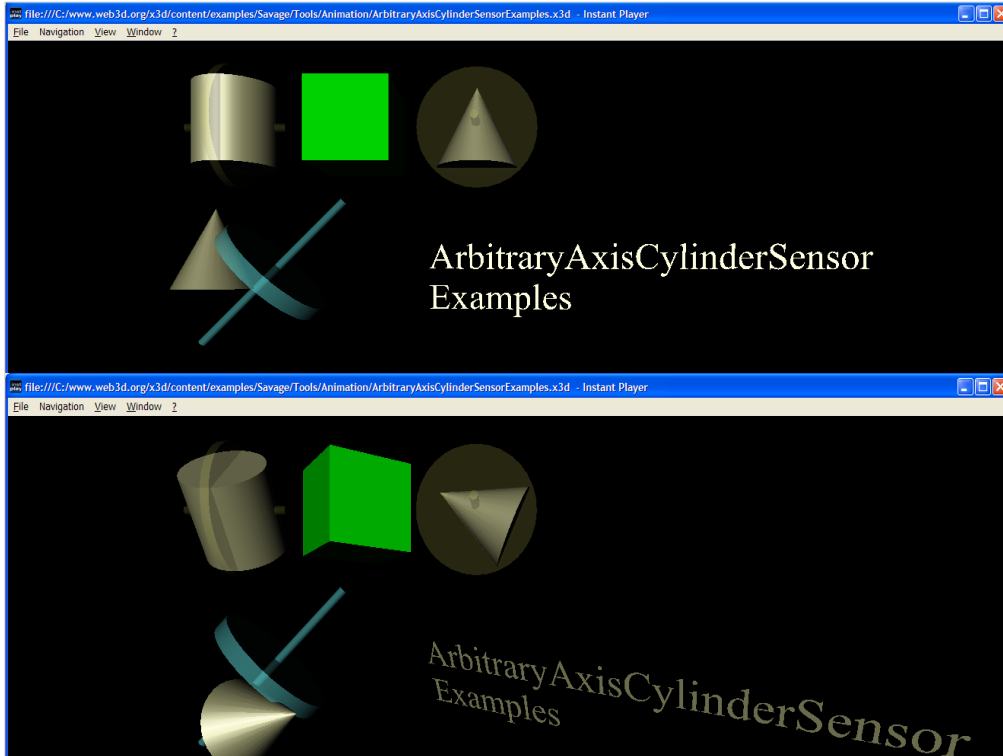 file:///C:/www.web3d.org/x3d/content/examples/Savage/Tools/Animation/ArbitraryAxisCylinderSensorExamples.x3d - Instant Player
File Navigation View Window ?
ArbitraryAxisCylinderSensor
Examples
file:///C:/www.web3d.org/x3d/content/examples/Savage/Tools/Animation/ArbitraryAxisCylinderSensorExamples.x3d - Instant Player
File Navigation View Window ?
ArbitraryAxisCylinderSensor
Examples